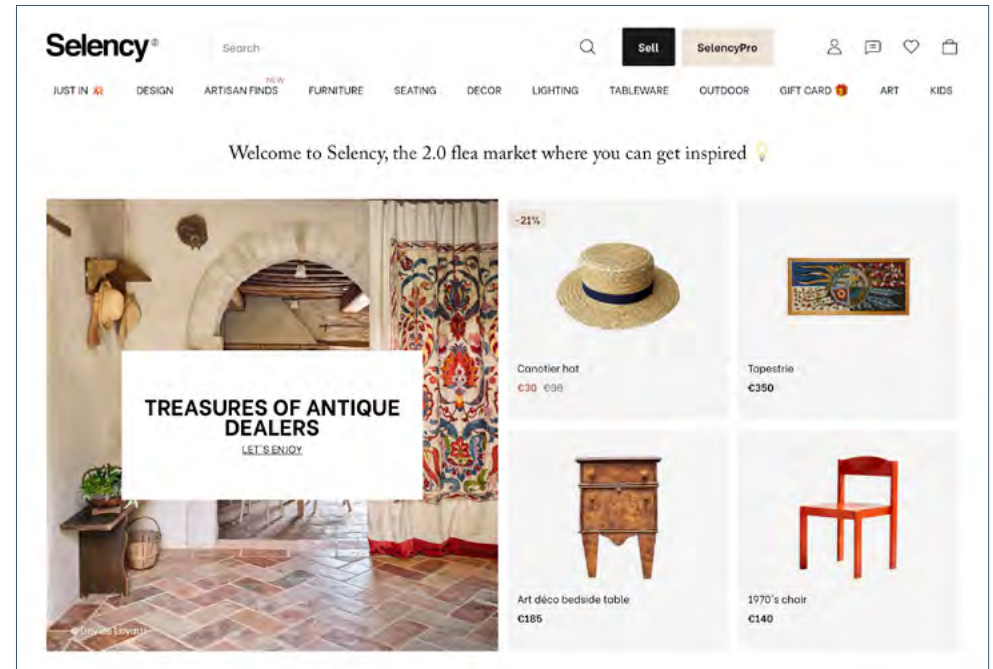 Selency®
Search
Sell
SelencyPro
JUST IN
DESIGN
NEW
ARTISAN FINDS
FURNITURE
SEATING
DECOR
LIGHTING
TABLEWARE
OUTDOOR
GIFT CARD 🎁
ART
KIDS
Welcome to Selency, the 2.0 flea market where you can get inspired 💡
TREASURES OF ANTIQUE
DEALERS
LET'S ENJOY
-21%
Canotier hat
€30 €38
Tapestrie
€350
Art déco bedside table
€185
1970's chair
€140